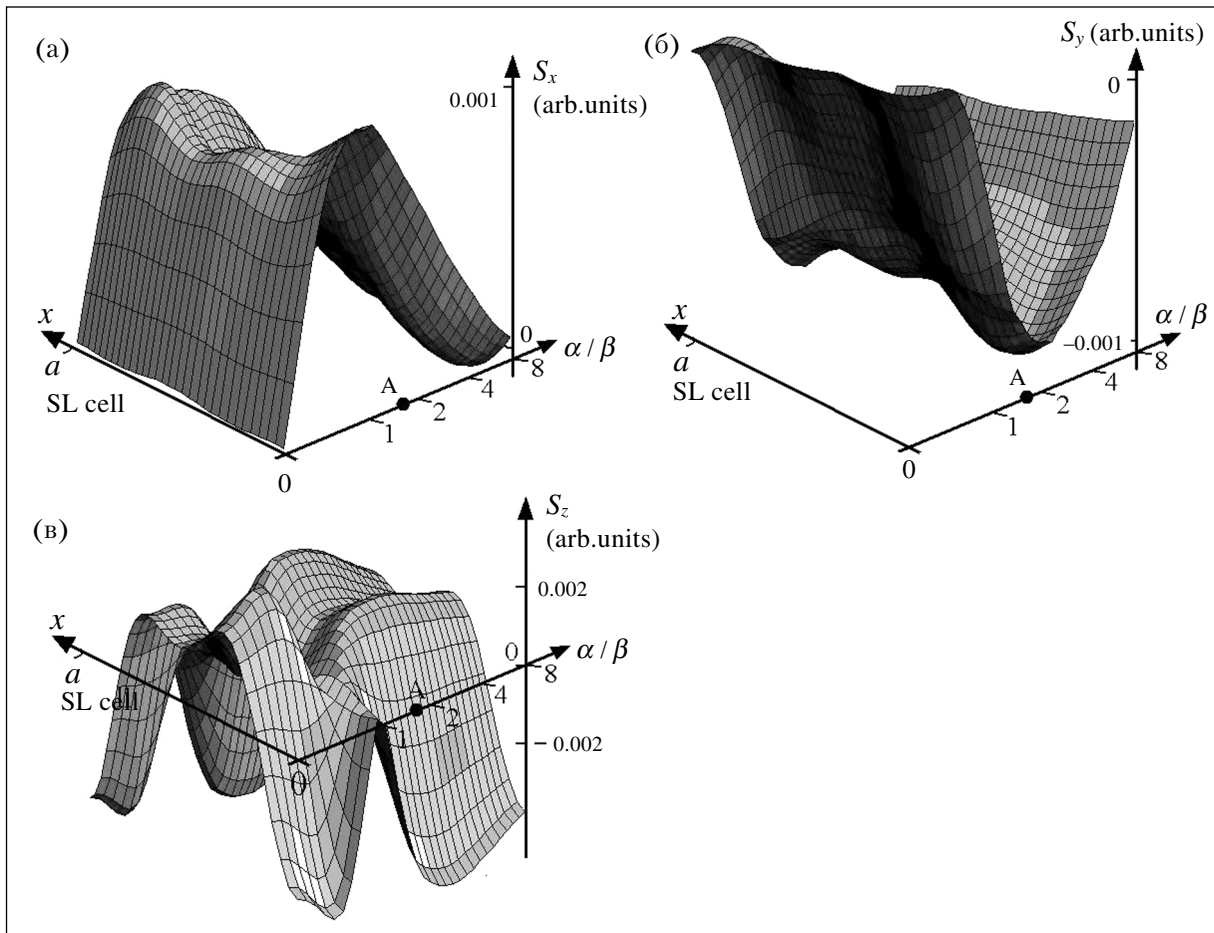 (а)
S_x
(arb.units)
0.001
0
x
a
SL cell
α / β
8
4
A
2
1
0
(б)
S_y (arb.units)
0
−0.001
x
a
SL cell
α / β
8
4
A
2
1
0
(в)
S_z
(arb.units)
0.002
0
− 0.002
x
a
SL cell
α / β
8
4
A
2
1
0